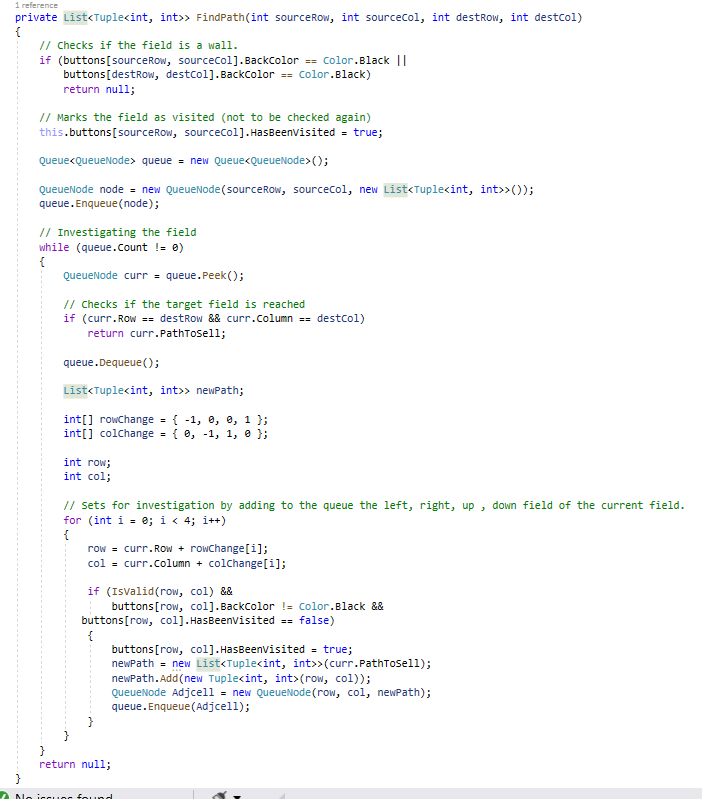 1 reference
private List<Tuple<int, int>> FindPath(int sourceRow, int sourceCol, int destRow, int destCol)
{
// Checks if the field is a wall.
if (buttons[sourceRow, sourceCol].BackColor == Color.Black ||
buttons[destRow, destCol].BackColor == Color.Black)
return null;
// Marks the field as visited (not to be checked again)
this.buttons[sourceRow, sourceCol].HasBeenVisited = true;
Queue<QueueNode> queue = new Queue<QueueNode>();
QueueNode node = new QueueNode(sourceRow, sourceCol, new List<Tuple<int, int>>());
queue.Enqueue(node);
// Investigating the field
while (queue.Count != 0)
{
QueueNode curr = queue.Peek();
// Checks if the target field is reached
if (curr.Row == destRow && curr.Column == destCol)
return curr.PathToSell;
queue.Dequeue();
List<Tuple<int, int>> newPath;
int[] rowChange = { -1, 0, 0, 1 };
int[] colChange = { 0, -1, 1, 0 };
int row;
int col;
// Sets for investigation by adding to the queue the left, right, up , down field of the current field.
for (int i = 0; i < 4; i++)
{
row = curr.Row + rowChange[i];
col = curr.Column + colChange[i];
if (IsValid(row, col) &&
buttons[row, col].BackColor != Color.Black &&
buttons[row, col].HasBeenVisited == false)
{
buttons[row, col].HasBeenVisited = true;
newPath = new List<Tuple<int, int>>(curr.PathToSell);
newPath.Add(new Tuple<int, int>(row, col));
QueueNode Adjcell = new QueueNode(row, col, newPath);
queue.Enqueue(Adjcell);
}
}
}
return null;
}
No issues found